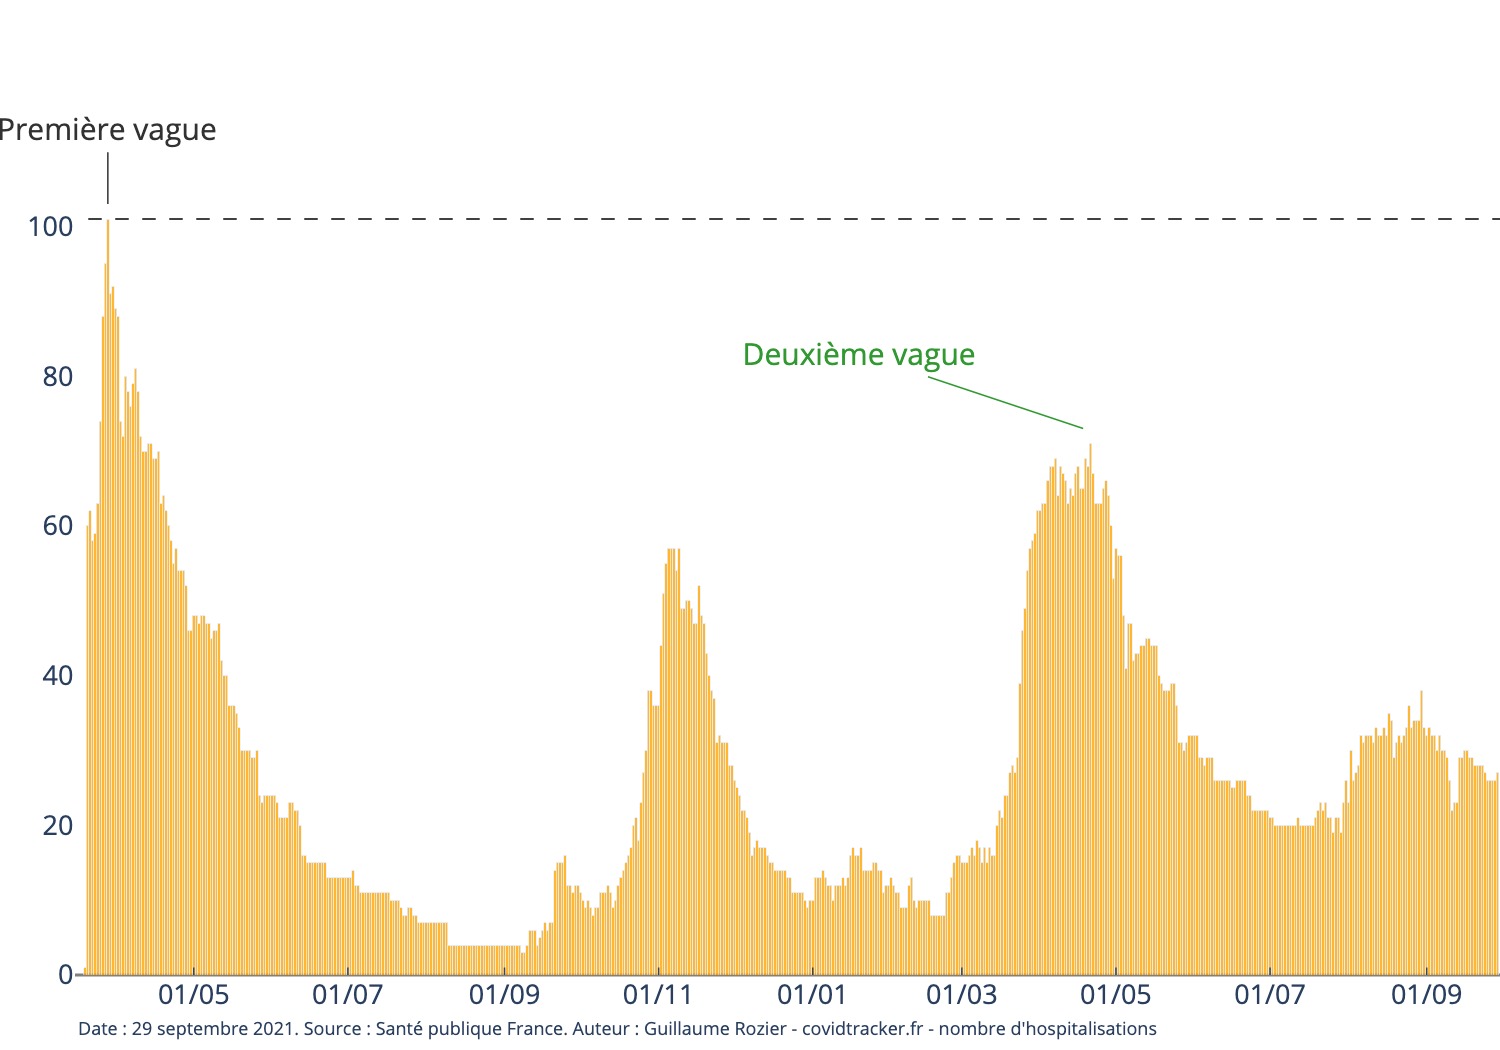 Première vague
100
Deuxième vague
80
60
40
20
0
01/05 01/07 01/09 01/11 01/01 01/03 01/05 01/07 01/09
Date : 29 septembre 2021. Source : Santé publique France. Auteur : Guillaume Rozier - covidtracker.fr - nombre d'hospitalisations